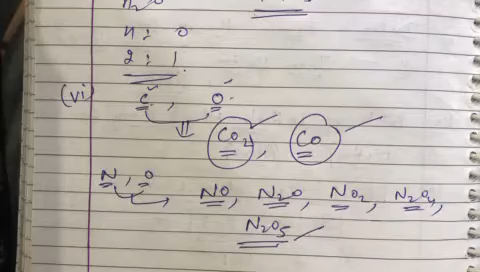 H : O
2 : 1
(vi) C, O
CO2, CO
N, O
NO, N2O, NO2, N2O4,
N2O5